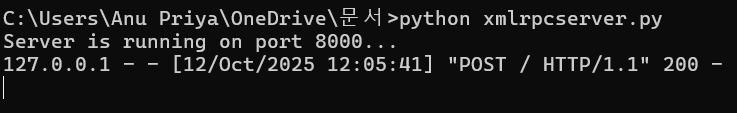 C:\Users\Anu Priya\OneDrive\문서>python xmlrpcserver.py
Server is running on port 8000...
127.0.0.1 - - [12/Oct/2025 12:05:41] "POST / HTTP/1.1" 200 -